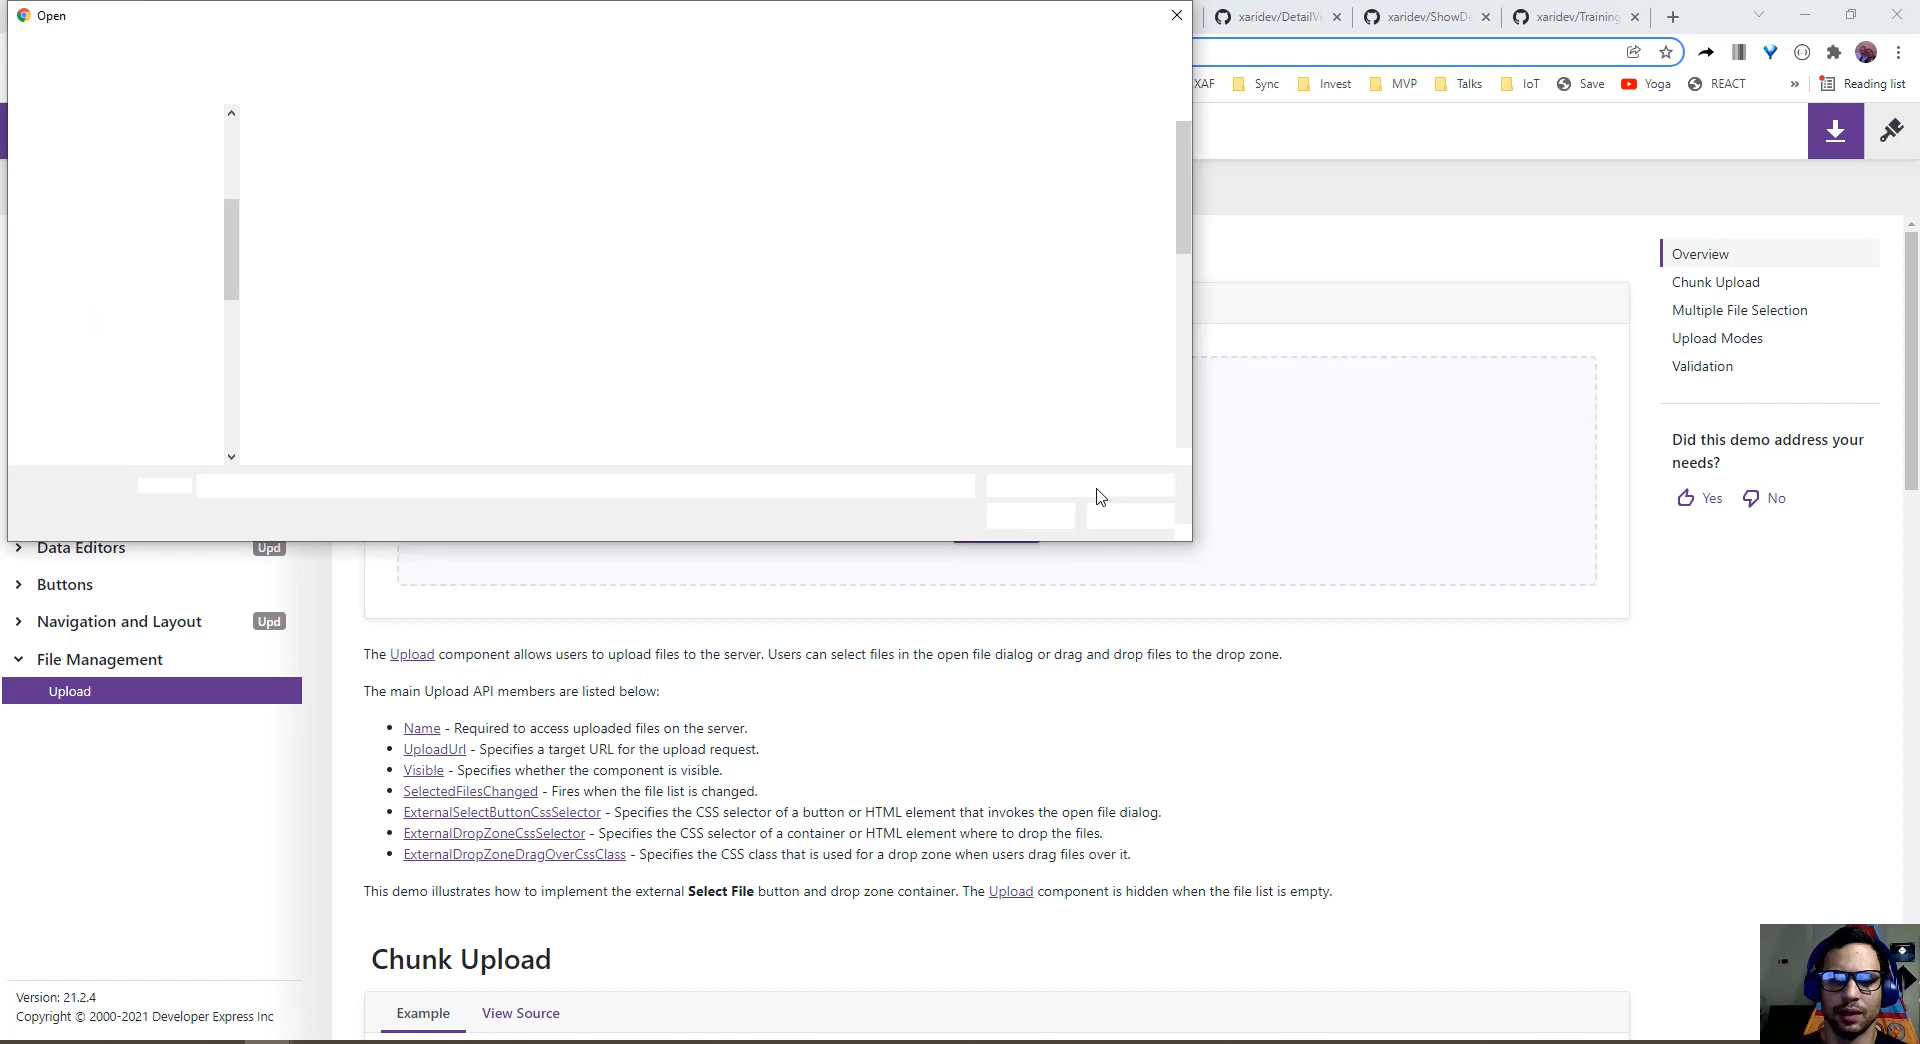 Open
xaridev/DetailVi
xaridev/ShowDe
xaridev/Training
XAF
Sync
Invest
MVP
Talks
IoT
Save
Yoga
REACT
»
Reading list
Overview
Chunk Upload
Multiple File Selection
Upload Modes
Validation
Did this demo address your
needs?
Yes
No
Data Editors
Upd
Buttons
Navigation and Layout
Upd
File Management
Upload
The Upload component allows users to upload files to the server. Users can select files in the open file dialog or drag and drop files to the drop zone.
The main Upload API members are listed below:
• Name - Required to access uploaded files on the server.
• UploadUrl - Specifies a target URL for the upload request.
• Visible - Specifies whether the component is visible.
• SelectedFilesChanged - Fires when the file list is changed.
• ExternalSelectButtonCssSelector - Specifies the CSS selector of a button or HTML element that invokes the open file dialog.
• ExternalDropZoneCssSelector - Specifies the CSS selector of a container or HTML element where to drop the files.
• ExternalDropZoneDragOverCssClass - Specifies the CSS class that is used for a drop zone when users drag files over it.
This demo illustrates how to implement the external Select File button and drop zone container. The Upload component is hidden when the file list is empty.
Chunk Upload
Example
View Source
Version: 21.2.4
Copyright © 2000-2021 Developer Express Inc